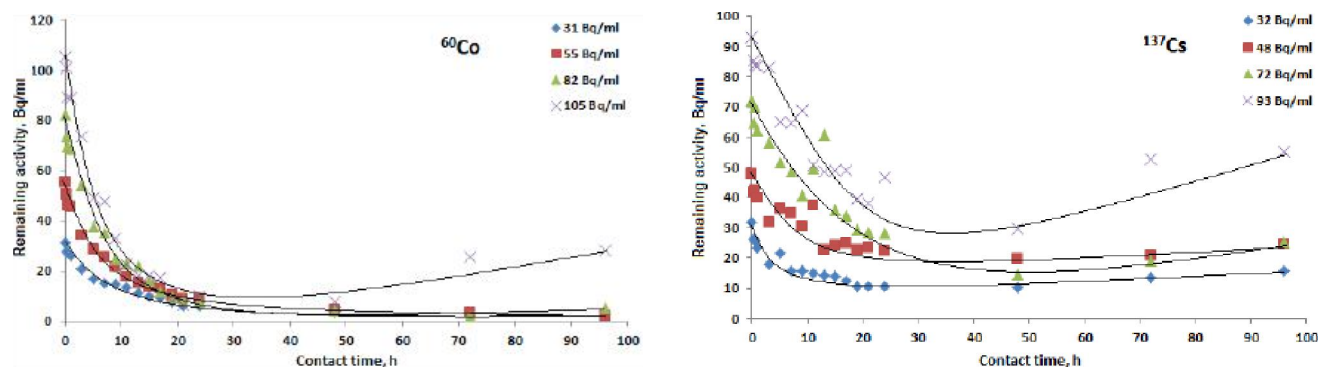 140
120
100
80
60
40
20
0
Remaining activity, Bq/ml
⁶⁰Co
31 Bq/ml
55 Bq/ml
82 Bq/ml
105 Bq/ml
0 10 20 30 40 50 60 70 80 90 100
Contact time, h
100
90
80
70
60
50
40
30
20
10
0
Remaining activity, Bq/ml
¹³⁷Cs
32 Bq/ml
48 Bq/ml
72 Bq/ml
93 Bq/ml
0 10 20 30 40 50 60 70 80 90 100
Contact time, h